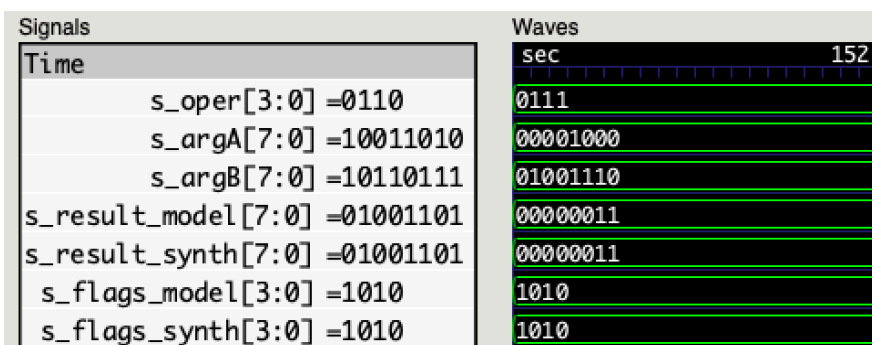 Signals Waves
Time sec 152
s_oper[3:0] =0110 0111
s_argA[7:0] =10011010 00001000
s_argB[7:0] =10110111 01001110
s_result_model[7:0] =01001101 00000011
s_result_synth[7:0] =01001101 00000011
s_flags_model[3:0] =1010 1010
s_flags_synth[3:0] =1010 1010